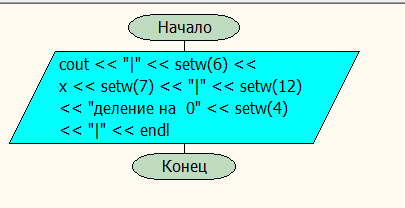 Начало
cout << "|" << setw(6) <<
x << setw(7) << "|" << setw(12)
<< "деление на  0" << setw(4)
<< "|" << endl
Конец